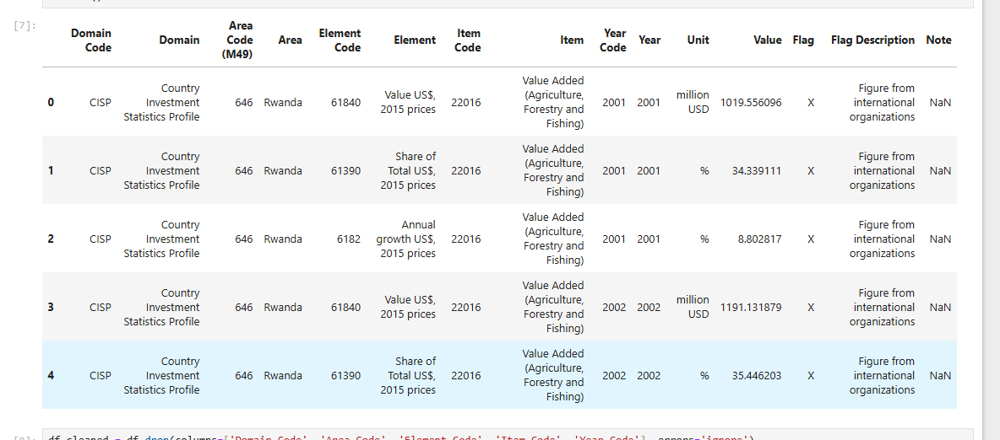 [7]:
Domain Code Domain Area Code (M49) Area Element Code Element Item Code Item Year Code Year Unit Value Flag Flag Description Note
0 CISP Country Investment Statistics Profile 646 Rwanda 61840 Value US$, 2015 prices 22016 Value Added (Agriculture, Forestry and Fishing) 2001 2001 million USD 1019.556096 X Figure from international organizations NaN
1 CISP Country Investment Statistics Profile 646 Rwanda 61390 Share of Total US$, 2015 prices 22016 Value Added (Agriculture, Forestry and Fishing) 2001 2001 % 34.339111 X Figure from international organizations NaN
2 CISP Country Investment Statistics Profile 646 Rwanda 6182 Annual growth US$, 2015 prices 22016 Value Added (Agriculture, Forestry and Fishing) 2001 2001 % 8.802817 X Figure from international organizations NaN
3 CISP Country Investment Statistics Profile 646 Rwanda 61840 Value US$, 2015 prices 22016 Value Added (Agriculture, Forestry and Fishing) 2002 2002 million USD 1191.131879 X Figure from international organizations NaN
4 CISP Country Investment Statistics Profile 646 Rwanda 61390 Share of Total US$, 2015 prices 22016 Value Added (Agriculture, Forestry and Fishing) 2002 2002 % 35.446203 X Figure from international organizations NaN
[8]: df_cleaned = df.drop(columns=['Domain Code', 'Area Code', 'Element Code', 'Item Code', 'Year Code'], errors='ignore')